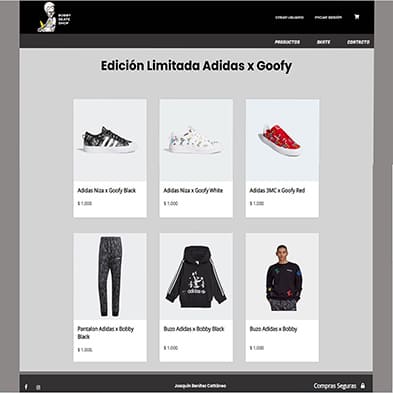 BOBBY
SKATE
SHOP
CREAR USUARIO
INICIAR SESIÓN
PRODUCTOS
SKATE
CONTACTO
Edición Limitada Adidas x Goofy
Adidas Niza x Goofy Black
$ 1.000
Adidas Niza x Goofy White
$ 1.000
Adidas 3MC x Goofy Red
$ 1.000
Pantalon Adidas x Bobby
Black
$ 1.000
Buzo Adidas x Bobby Black
$ 1.000
Buzo Adidas x Bobby
$ 1.000
Joaquín Benítez Cattáneo
Compras Seguras